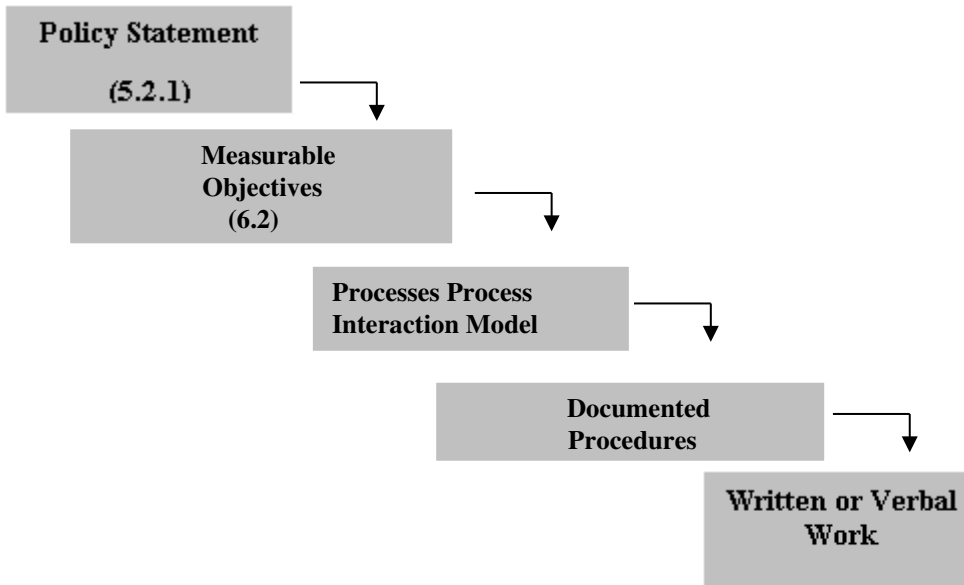 Policy Statement
(5.2.1)
Measurable
Objectives
(6.2)
Processes Process
Interaction Model
Documented
Procedures
Written or Verbal
Work